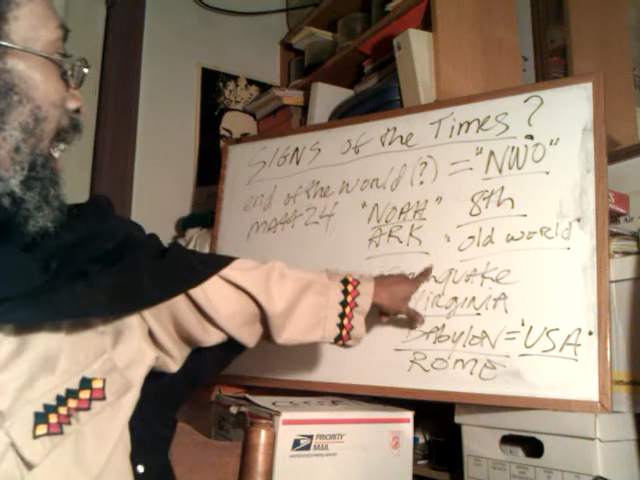 SIGNS of the Times?
end of the world (?) = "NWO"
MATT 24 "NOAH" 8th
ARK "old world"
quake
VIRGINIA
BAbylON = "USA"
ROME
PRIORITY
MAIL